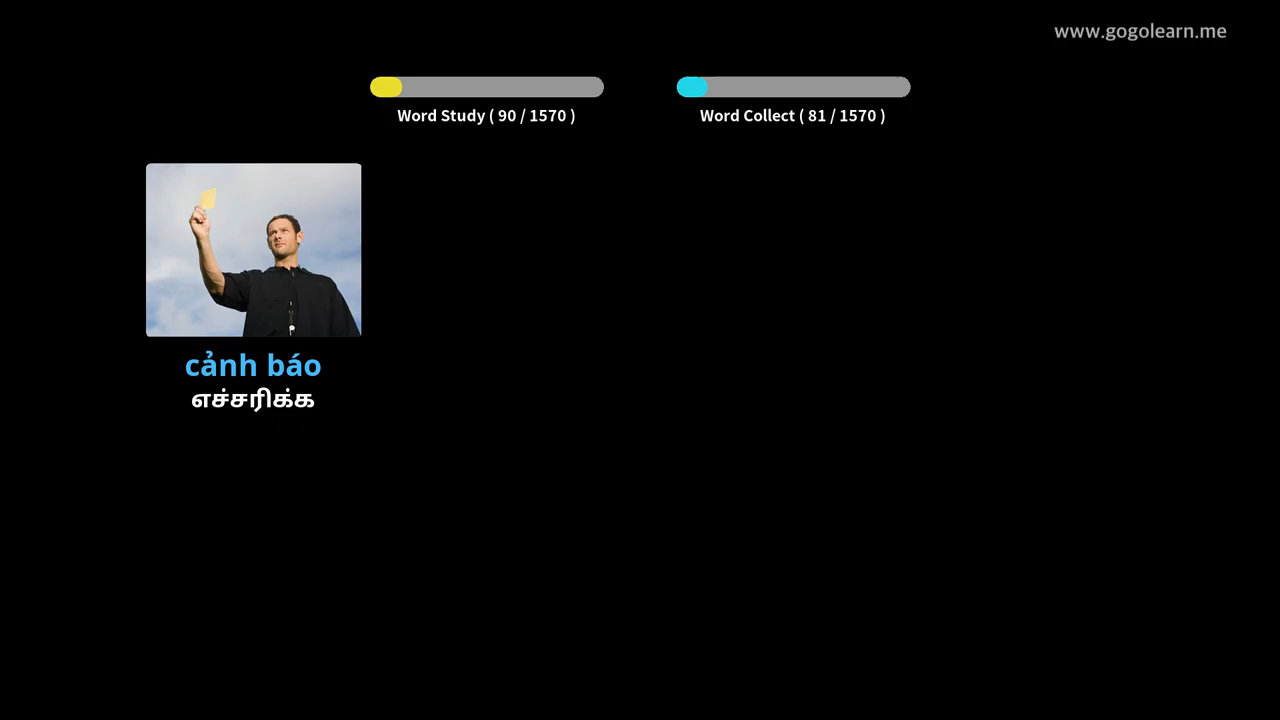 www.gogolearn.me
Word Study ( 90 / 1570 )
Word Collect ( 81 / 1570 )
cảnh báo
எச்சரிக்க